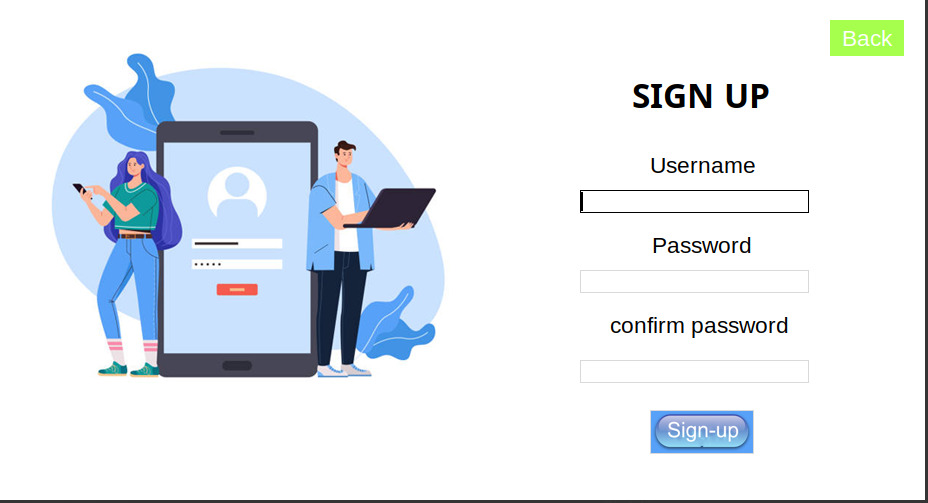 Back
SIGN UP
Username
Password
confirm password
Sign-up